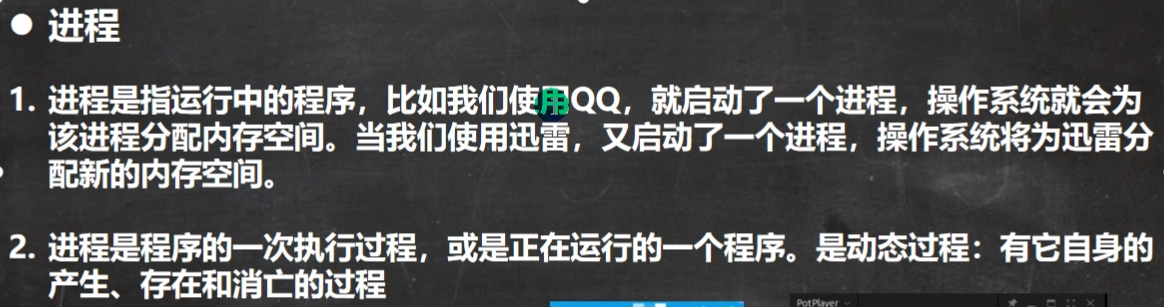 ● 进程
1. 进程是指运行中的程序，比如我们使用QQ，就启动了一个进程，操作系统就会为
该进程分配内存空间。当我们使用迅雷，又启动了一个进程，操作系统将为迅雷分
配新的内存空间。
2. 进程是程序的一次执行过程，或是正在运行的一个程序。是动态过程：有它自身的
产生、存在和消亡的过程
PotPlayer